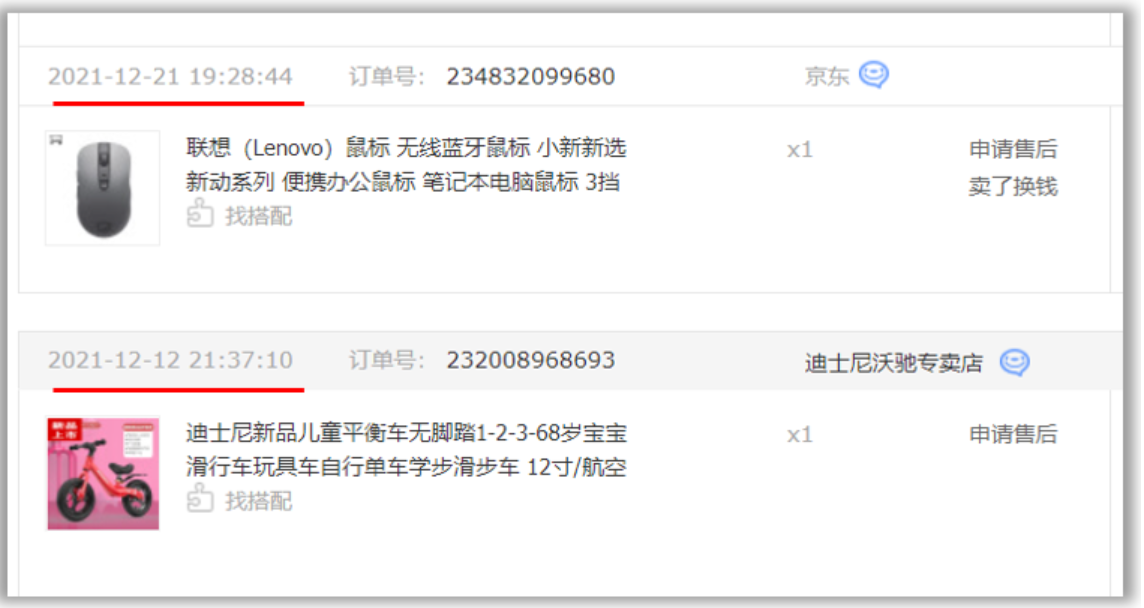 2021-12-21 19:28:44 订单号: 234832099680 京东
联想（Lenovo）鼠标 无线蓝牙鼠标 小新新选 x1 申请售后
新动系列 便携办公鼠标 笔记本电脑鼠标 3挡 卖了换钱
找搭配
2021-12-12 21:37:10 订单号: 232008968693 迪士尼沃驰专卖店
新品
上市
迪士尼新品儿童平衡车无脚踏1-2-3-68岁宝宝 x1 申请售后
滑行车玩具车自行单车学步滑步车 12寸/航空
找搭配